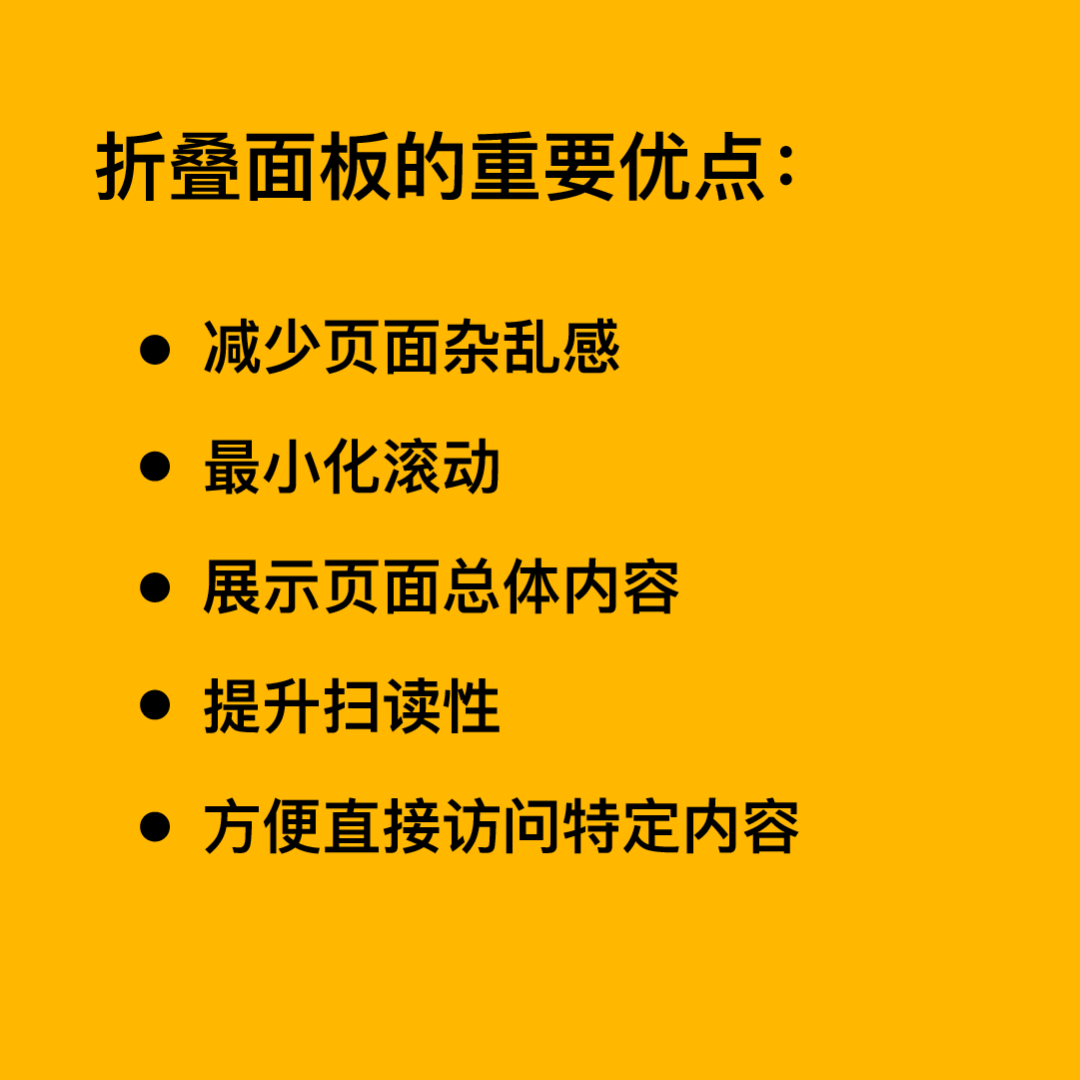 折叠面板的重要优点：
● 减少页面杂乱感
● 最小化滚动
● 展示页面总体内容
● 提升扫读性
● 方便直接访问特定内容